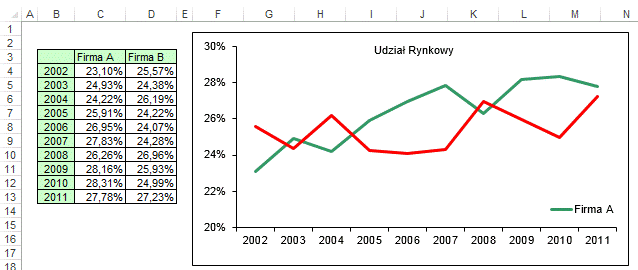 A B C D E F G H I J K L M N
1
2
3 Firma A Firma B
4 2002 23,10% 25,57%
5 2003 24,93% 24,38%
6 2004 24,22% 26,19%
7 2005 25,91% 24,22%
8 2006 26,95% 24,07%
9 2007 27,83% 24,28%
10 2008 26,26% 26,96%
11 2009 28,16% 25,93%
12 2010 28,31% 24,99%
13 2011 27,78% 27,23%
14
15
16
17
18
Udział Rynkowy
30%
28%
26%
24%
22%
20%
Firma A
2002 2003 2004 2005 2006 2007 2008 2009 2010 2011